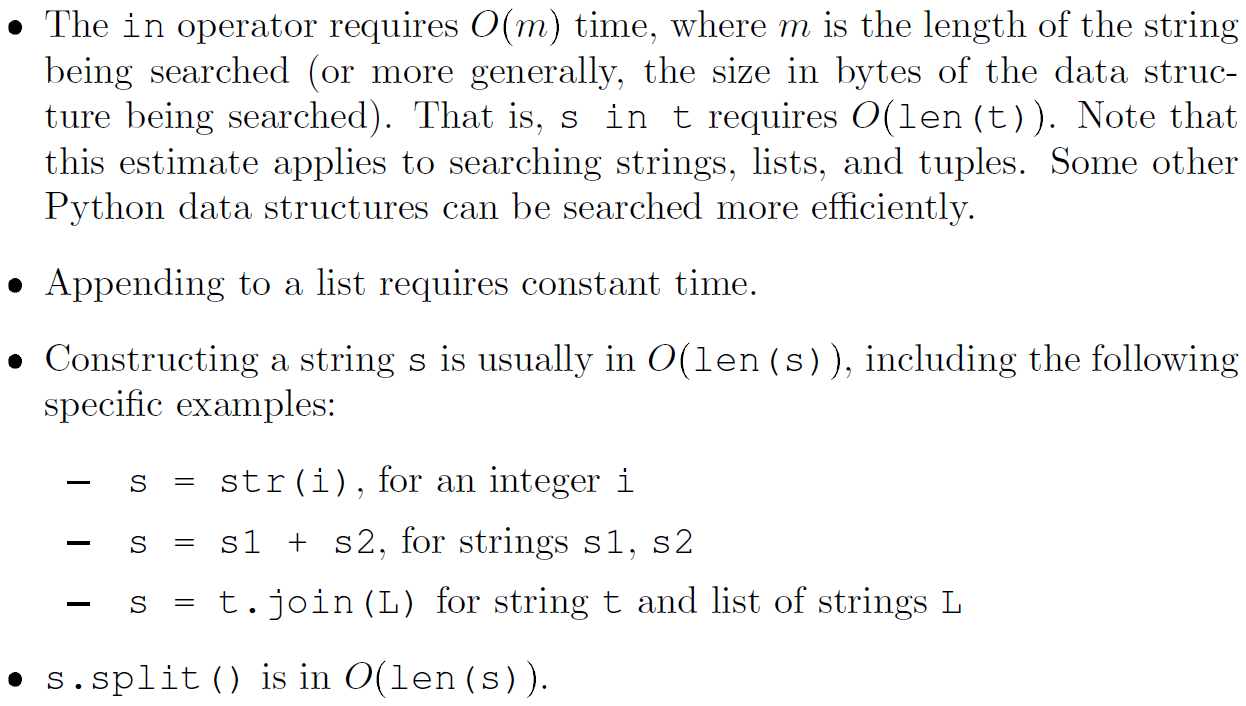 • The in operator requires O(m) time, where m is the length of the string
being searched (or more generally, the size in bytes of the data struc-
ture being searched). That is, s in t requires O(len(t)). Note that
this estimate applies to searching strings, lists, and tuples. Some other
Python data structures can be searched more efficiently.
• Appending to a list requires constant time.
• Constructing a string s is usually in O(len(s)), including the following
specific examples:
– s = str(i), for an integer i
– s = s1 + s2, for strings s1, s2
– s = t.join(L) for string t and list of strings L
• s.split() is in O(len(s)).